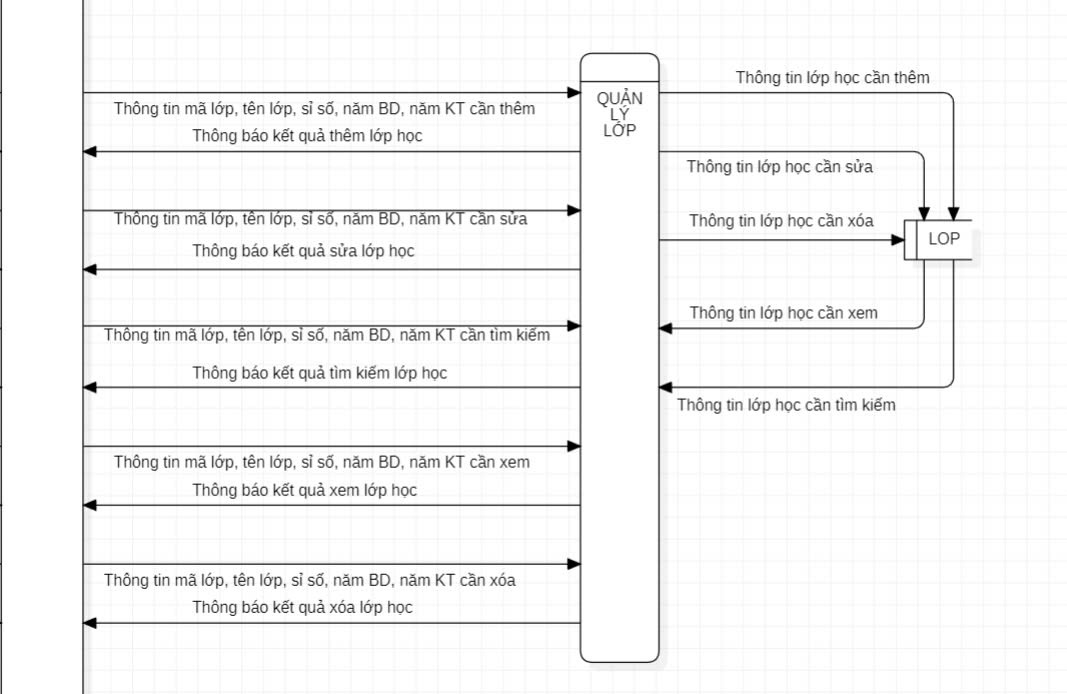 Thông tin lớp học cần thêm
QUẢN
LÝ
LỚP
Thông tin mã lớp, tên lớp, sỉ số, năm BD, năm KT cần thêm
Thông báo kết quả thêm lớp học
Thông tin lớp học cần sửa
Thông tin mã lớp, tên lớp, sỉ số, năm BD, năm KT cần sửa
Thông tin lớp học cần xóa
LOP
Thông báo kết quả sửa lớp học
Thông tin lớp học cần xem
Thông tin mã lớp, tên lớp, sỉ số, năm BD, năm KT cần tìm kiếm
Thông báo kết quả tìm kiếm lớp học
Thông tin lớp học cần tìm kiếm
Thông tin mã lớp, tên lớp, sỉ số, năm BD, năm KT cần xem
Thông báo kết quả xem lớp học
Thông tin mã lớp, tên lớp, sỉ số, năm BD, năm KT cần xóa
Thông báo kết quả xóa lớp học